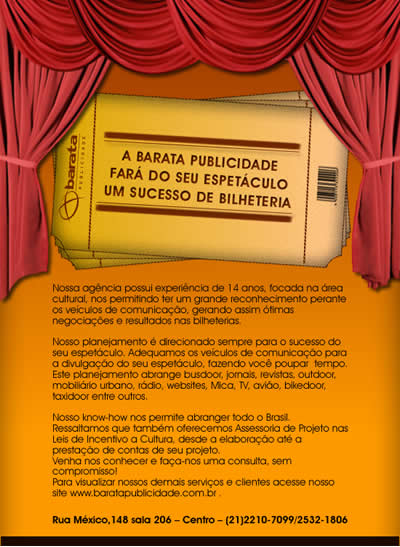 barata
PUBLICIDADE
A BARATA PUBLICIDADE
FARÁ DO SEU ESPETÁCULO
UM SUCESSO DE BILHETERIA
Nossa agência possui experiência de 14 anos, focada na área
cultural, nos permitindo ter um grande reconhecimento perante
os veículos de comunicação, gerando assim ótimas
negociações e resultados nas bilheterias.
Nosso planejamento é direcionado sempre para o sucesso do
seu espetáculo. Adequamos os veículos de comunicação para
a divulgação do seu espetáculo, fazendo você poupar tempo.
Este planejamento abrange busdoor, jornais, revistas, outdoor,
mobiliário urbano, rádio, websites, Mica, TV, avião, bikedoor,
taxidoor entre outros.
Nosso know-how nos permite abranger todo o Brasil.
Ressaltamos que também oferecemos Assessoria de Projeto nas
Leis de Incentivo a Cultura, desde a elaboração até a
prestação de contas de seu projeto.
Venha nos conhecer e faça-nos uma consulta, sem
compromisso!
Para visualizar nossos demais serviços e clientes acesse nosso
site www.baratapublicidade.com.br .
Rua México,148 sala 206 – Centro – (21)2210-7099/2532-1806